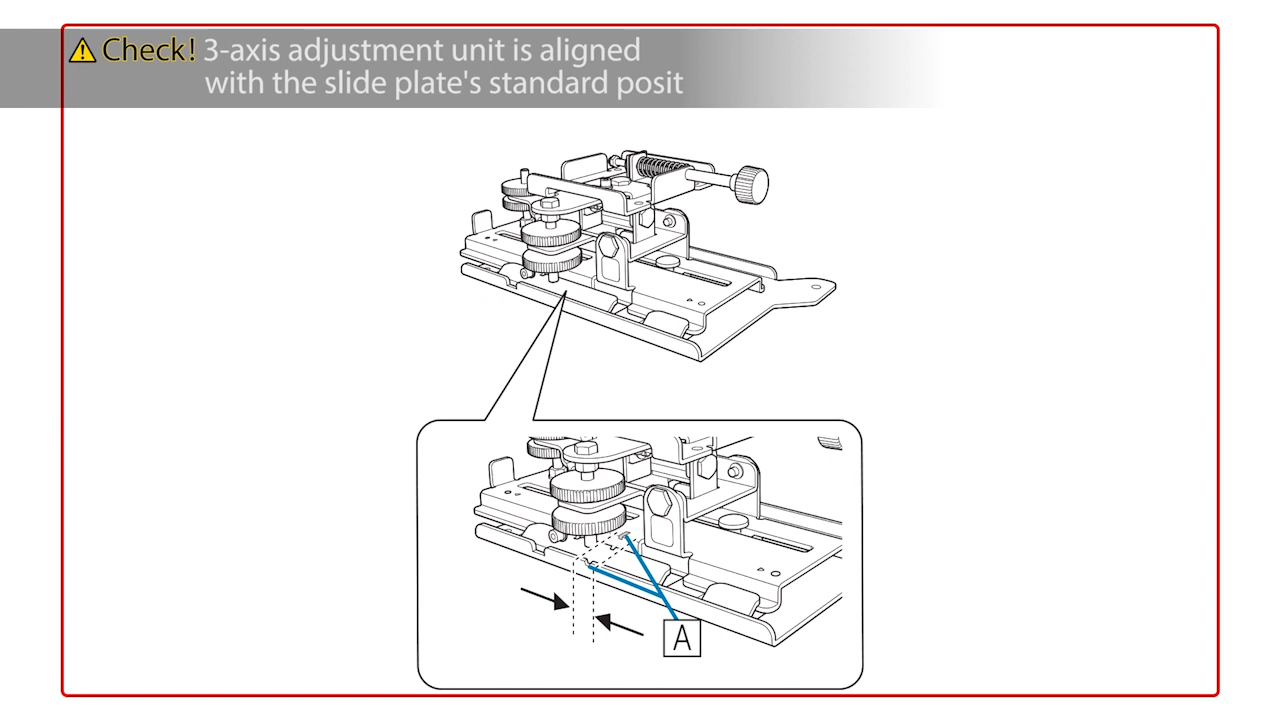 Check! 3-axis adjustment unit is aligned
with the slide plate's standard posit
A